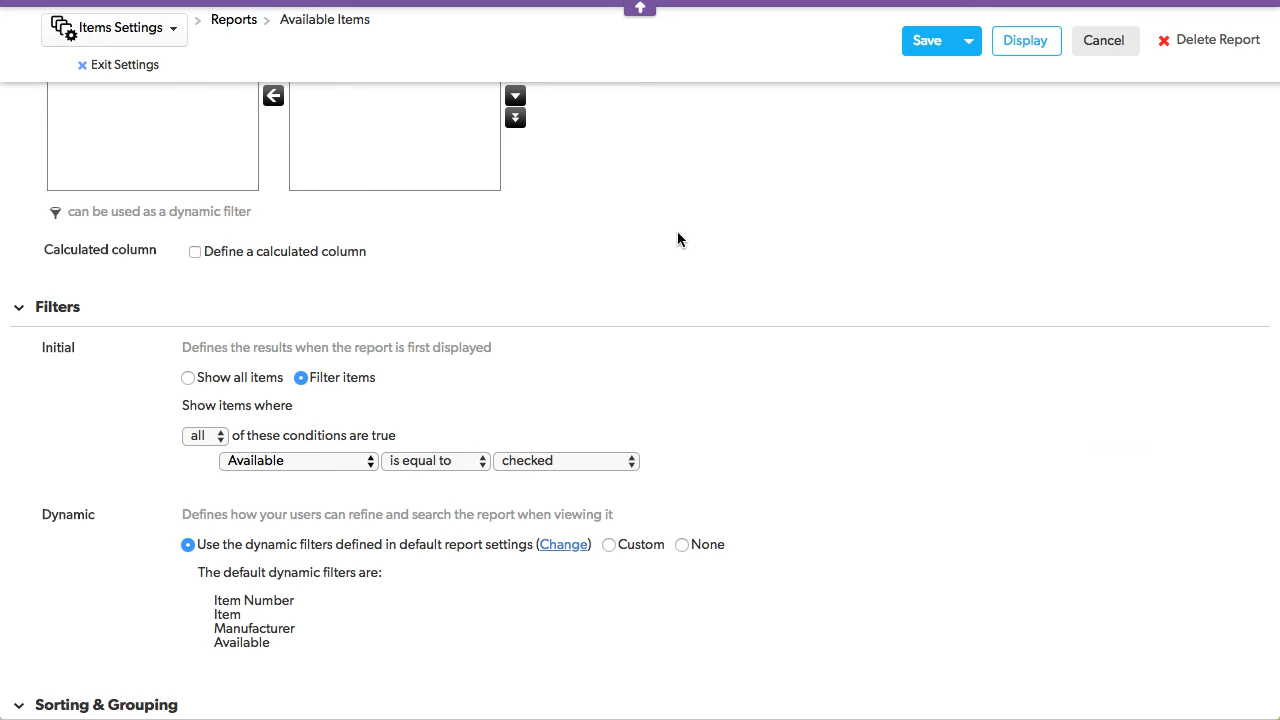 Items Settings
Reports
Available Items
Save
Display
Cancel
Delete Report
Exit Settings
can be used as a dynamic filter
Calculated column
Define a calculated column
Filters
Initial
Defines the results when the report is first displayed
Show all items
Filter items
Show items where
all of these conditions are true
Available is equal to checked
Dynamic
Defines how your users can refine and search the report when viewing it
Use the dynamic filters defined in default report settings (Change) Custom None
The default dynamic filters are:
Item Number
Item
Manufacturer
Available
Sorting & Grouping